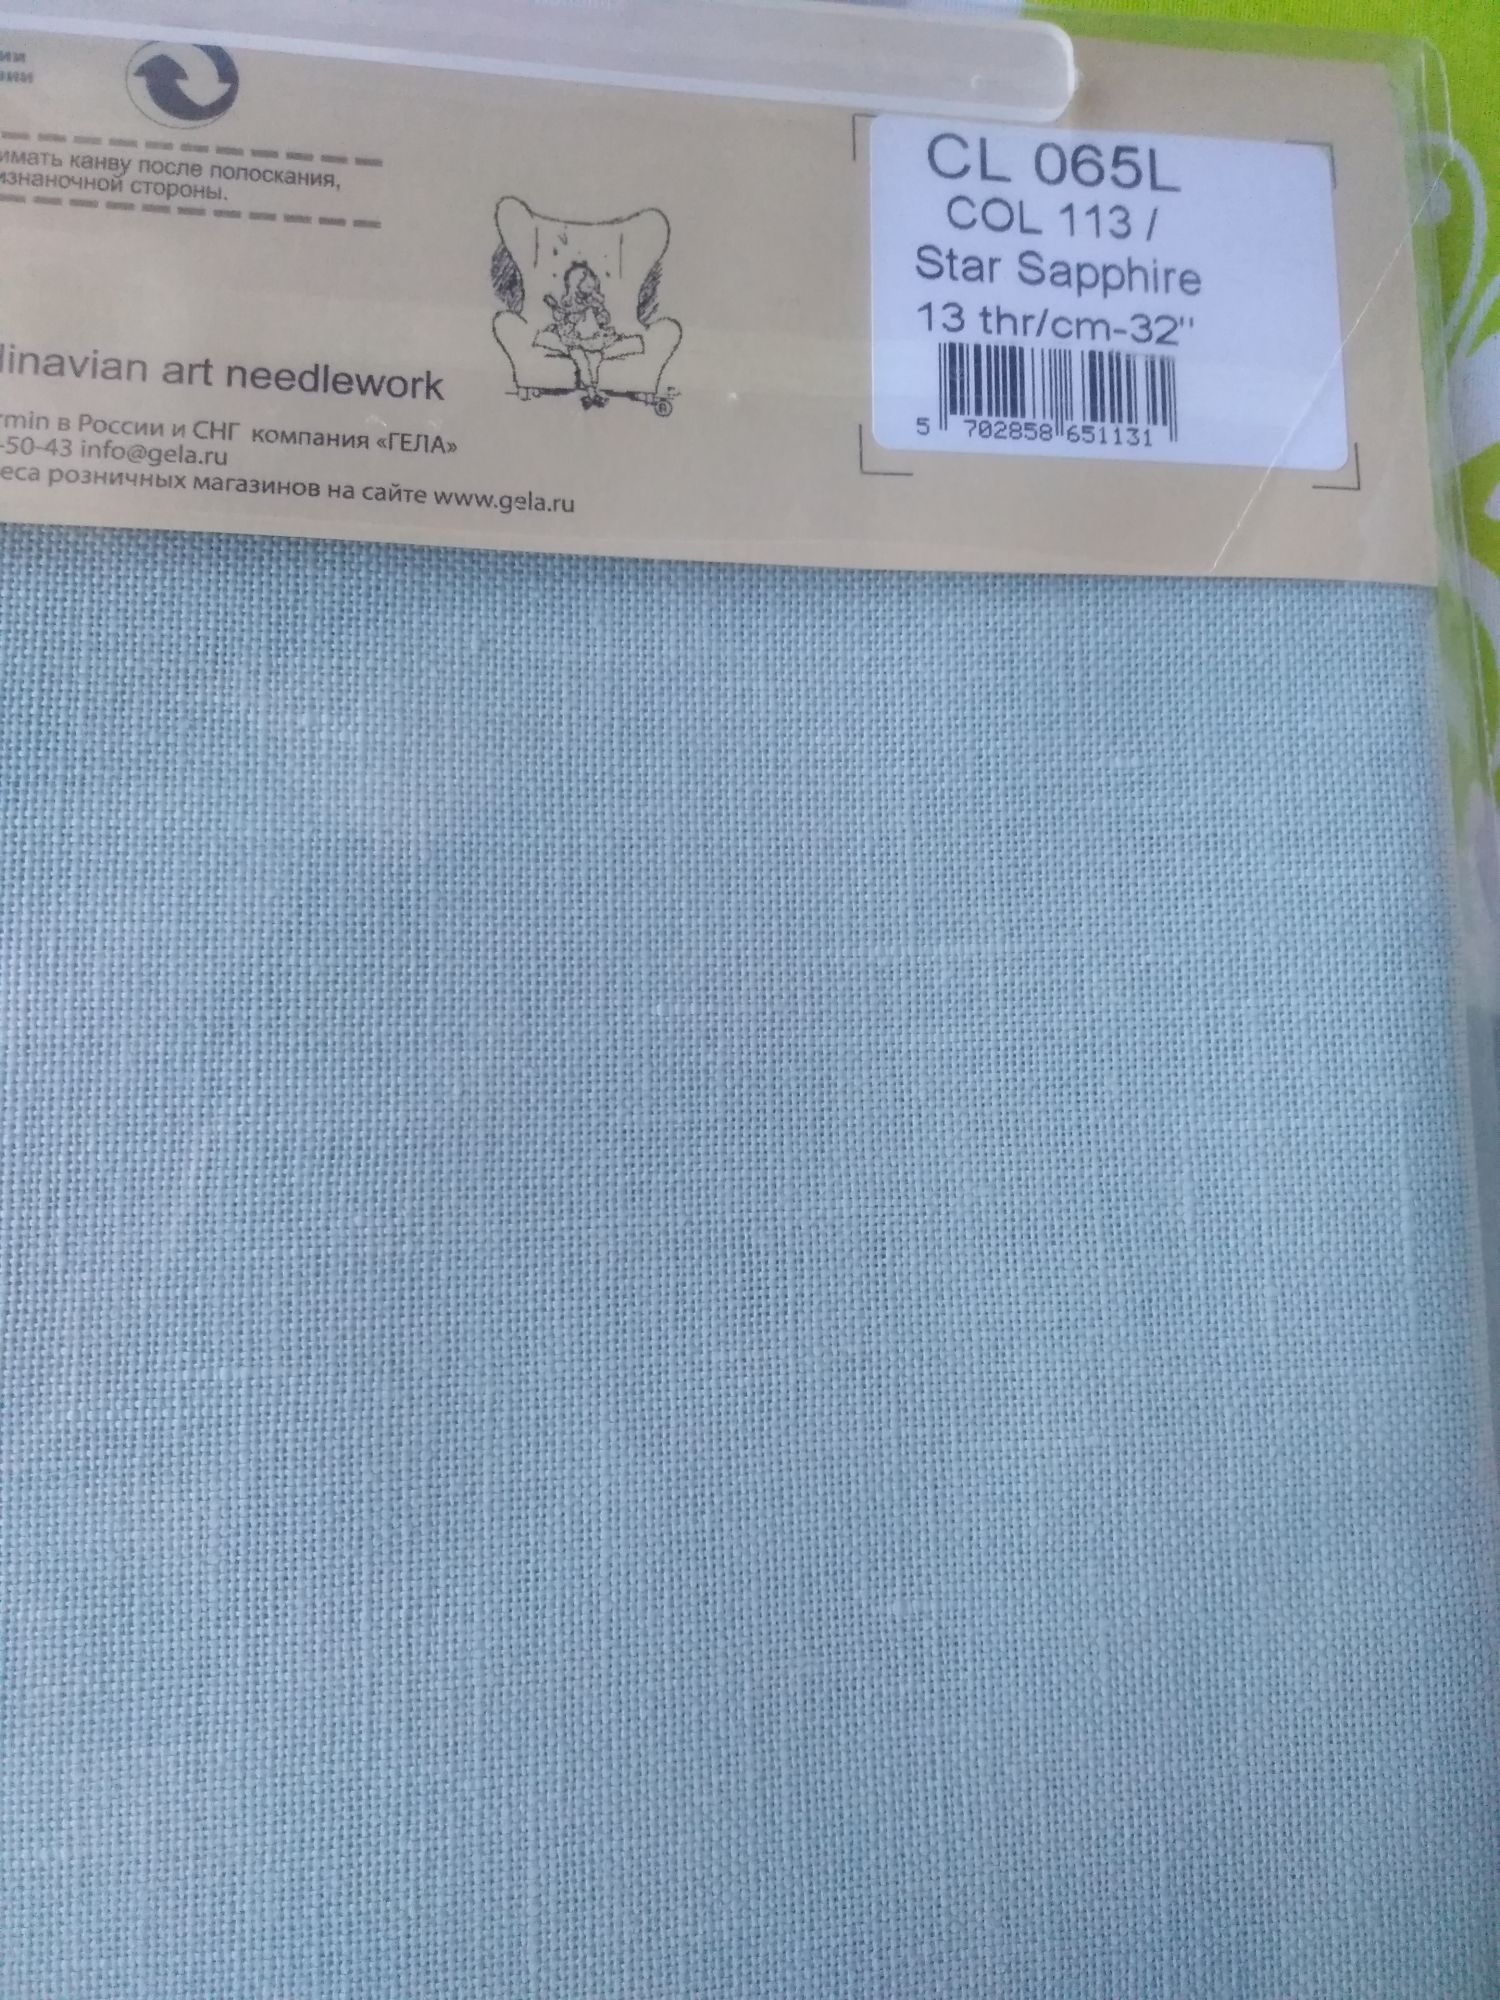 имать канву после полоскания,
изнаночной стороны.
CL 065L
COL 113 /
Star Sapphire
13 thr/cm-32"
5 702858 651131
linavian art needlework
rmin в России и СНГ компания «ГЕЛА»
-50-43 info@gela.ru
еса розничных магазинов на сайте www.gela.ru